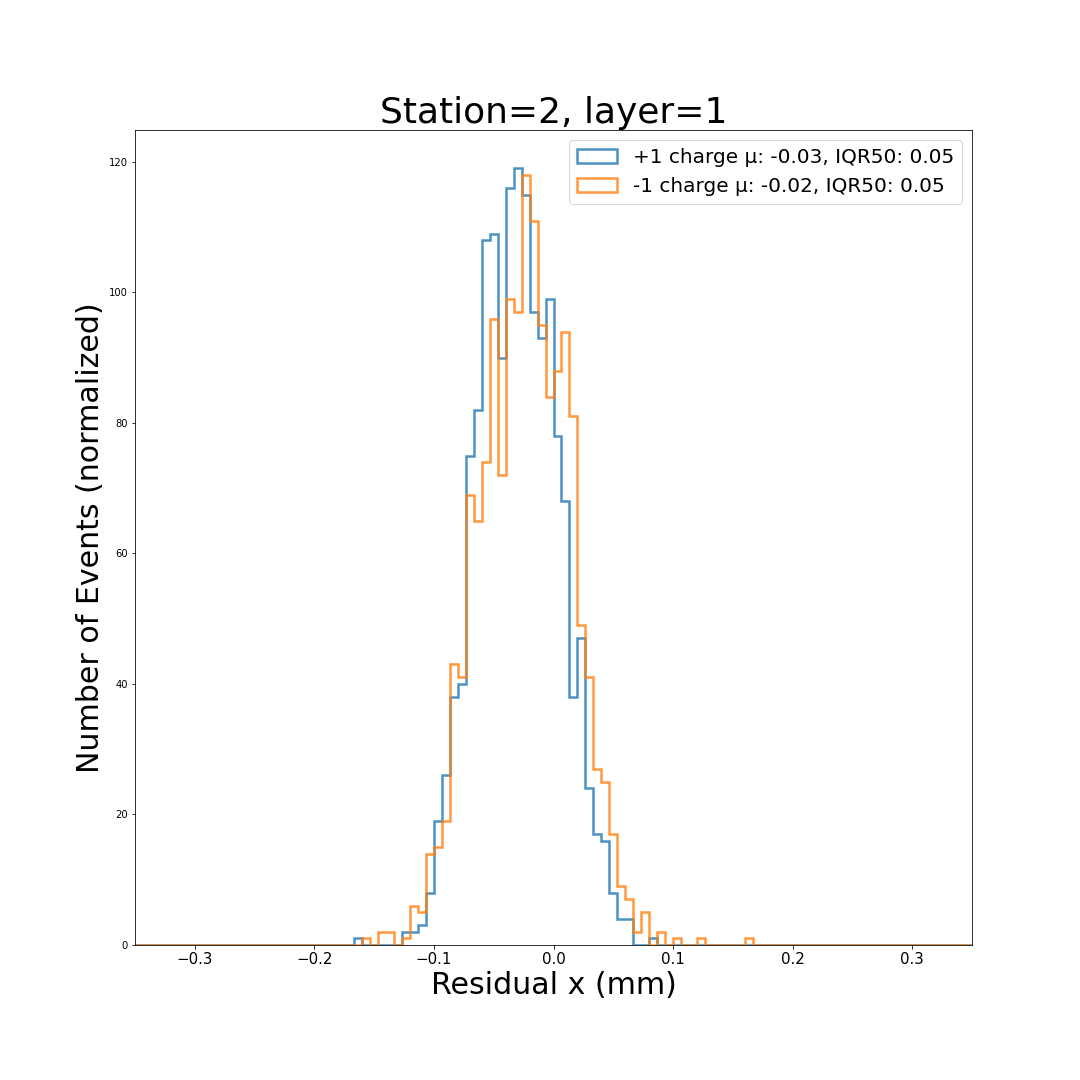 Station=2, layer=1
+1 charge μ: -0.03, IQR50: 0.05
-1 charge μ: -0.02, IQR50: 0.05
Number of Events (normalized)
120
100
80
60
40
20
0
−0.3 −0.2 −0.1 0.0 0.1 0.2 0.3
Residual x (mm)